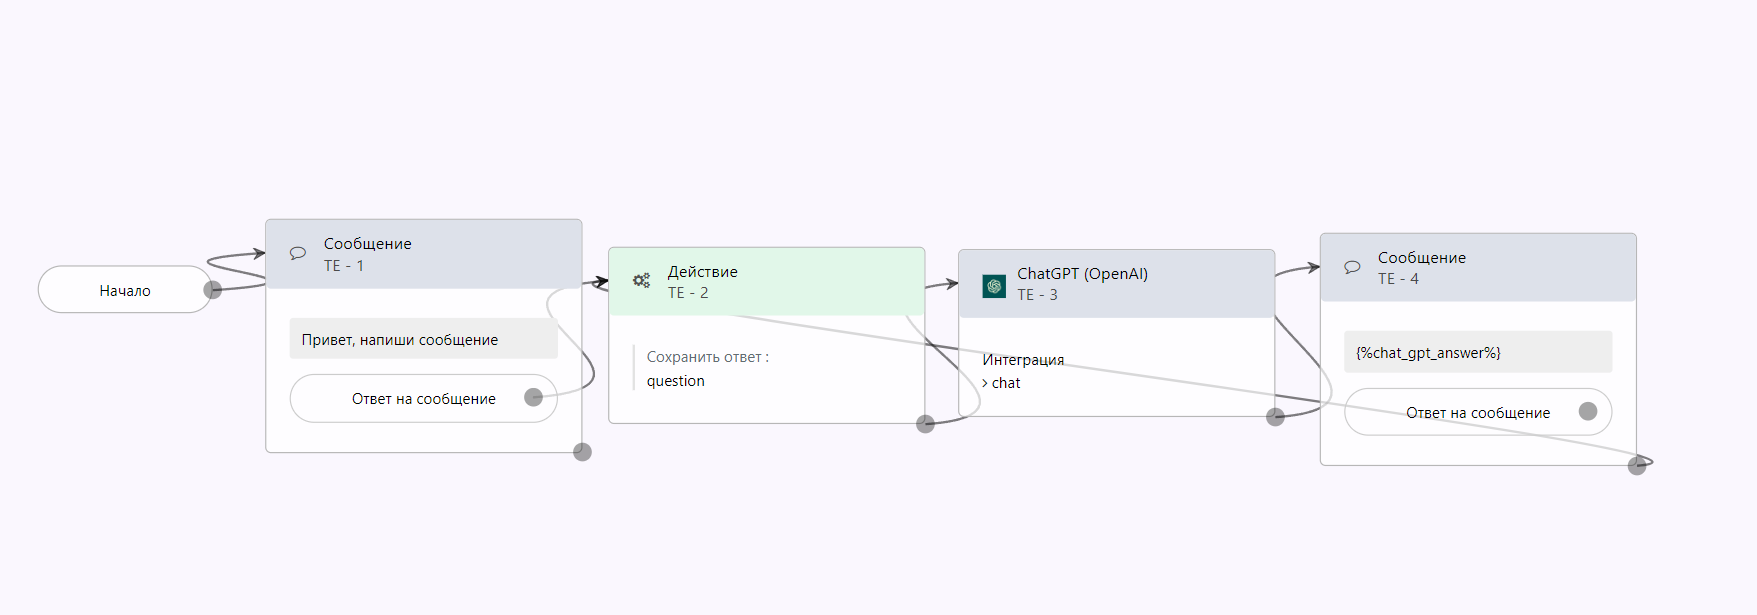 Начало
Сообщение
TE - 1
Привет, напиши сообщение
Ответ на сообщение
Действие
TE - 2
Сохранить ответ :
question
ChatGPT (OpenAI)
TE - 3
Интеграция
> chat
Сообщение
TE - 4
{%chat_gpt_answer%}
Ответ на сообщение